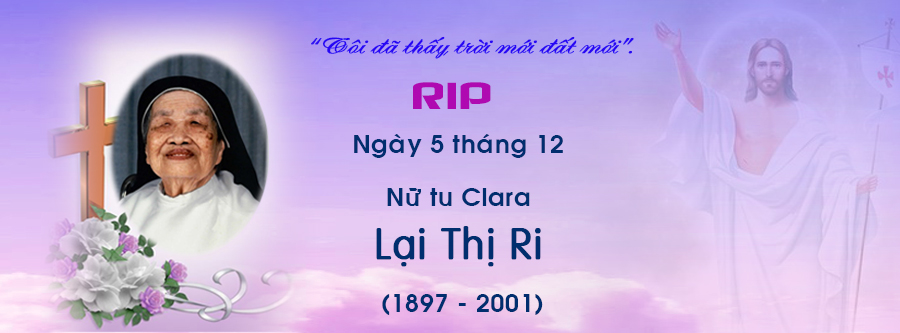 “Tôi đã thấy trời mới đất mới”.
RIP
Ngày 5 tháng 12
Nữ tu Clara
Lại Thị Ri
(1897 - 2001)